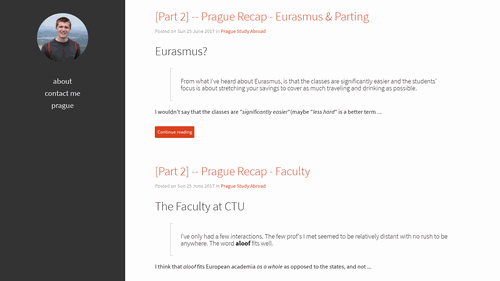 about
contact me
prague
[Part 2] -- Prague Recap - Eurasmus & Parting
Posted on Sun 25 June 2017 in Prague Study Abroad
Eurasmus?
From what I've heard about Eurasmus, is that the classes are significantly easier and the students'
focus is about stretching your savings to cover as much traveling and drinking as possible.
I wouldn't say that the classes are "significantly easier" (maybe "less hard" is a better term ...
Continue reading
[Part 2] -- Prague Recap - Faculty
Posted on Sun 25 June 2017 in Prague Study Abroad
The Faculty at CTU
I've only had a few interactions. The few prof's I met seemed to be relatively distant with no rush to be
anywhere. The word aloof fits well.
I think that aloof fits European academia as a whole as opposed to the states, and not ...